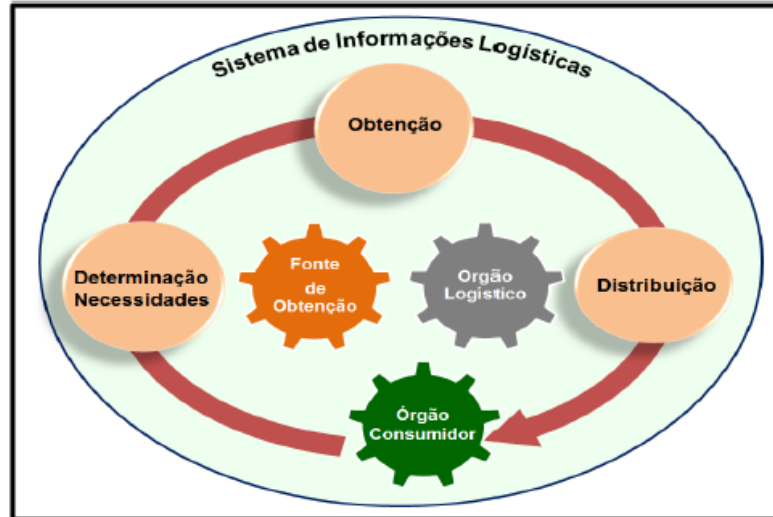 Sistema de Informações Logísticas
Obtenção
Determinação
Necessidades
Fonte
de
Obtenção
Orgão
Logístico
Distribuição
Órgão
Consumidor